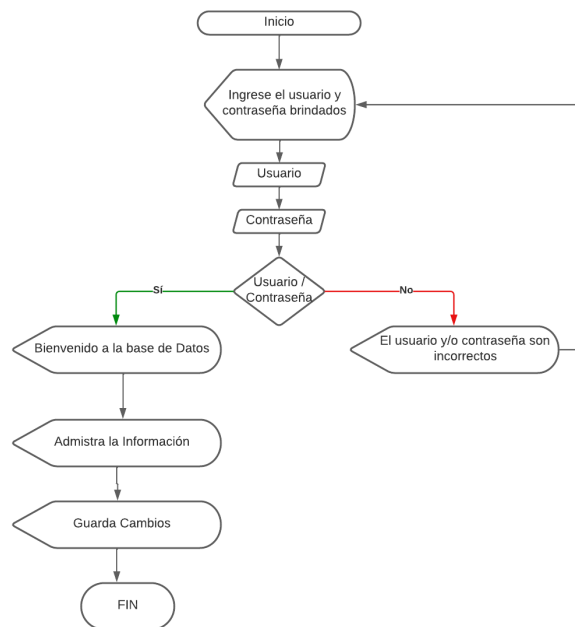 Inicio
Ingrese el usuario y
contraseña brindados
Usuario
Contraseña
Usuario /
Contraseña
Sí
No
Bienvenido a la base de Datos
El usuario y/o contraseña son
incorrectos
Admistra la Información
Guarda Cambios
FIN